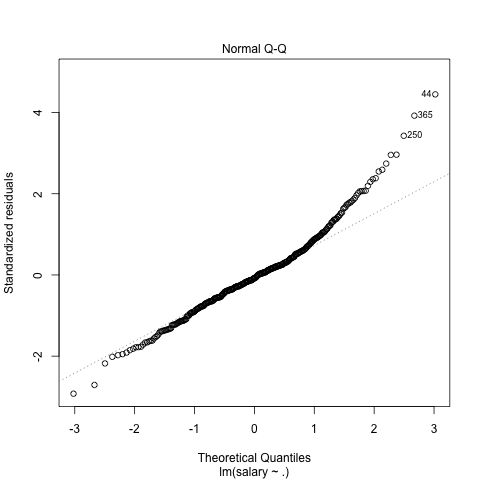 Normal Q-Q
44
365
250
4
2
0
-2
Standardized residuals
-3 -2 -1 0 1 2 3
Theoretical Quantiles
lm(salary ~ .)